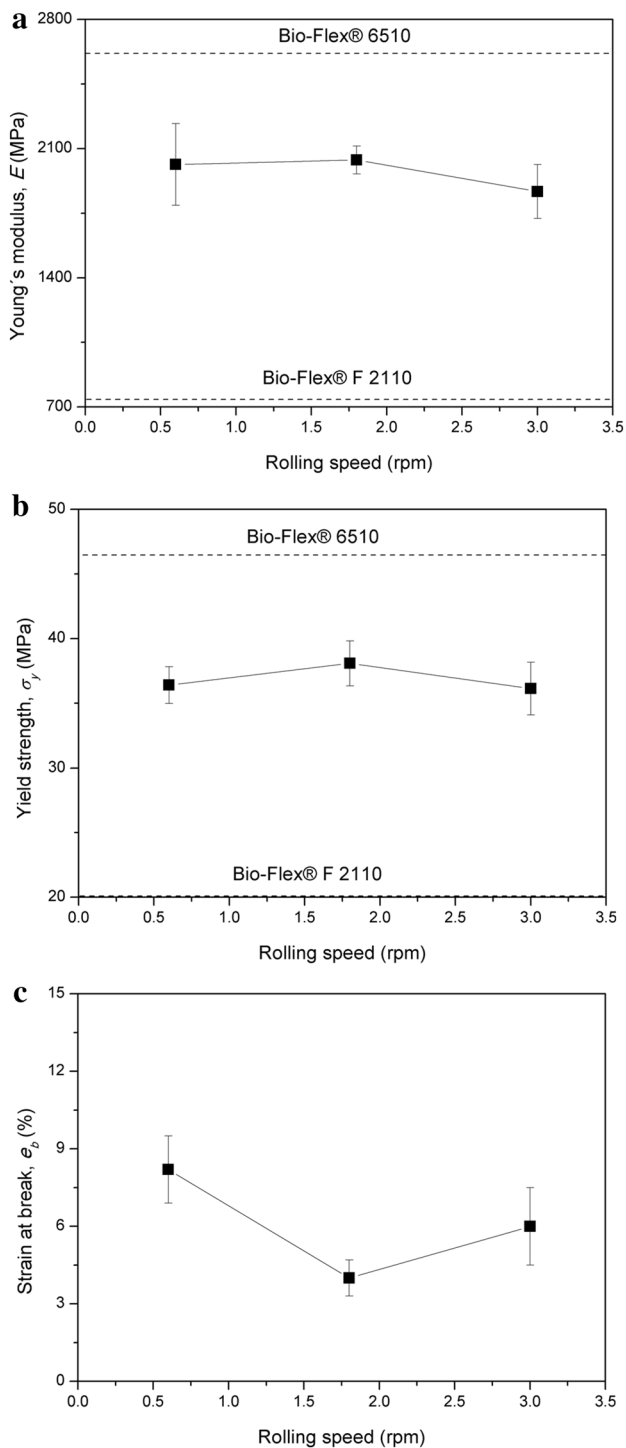 a
2800
Bio-Flex® 6510
2100
1400
Bio-Flex® F 2110
700
Young´s modulus, E (MPa)
0.0 0.5 1.0 1.5 2.0 2.5 3.0 3.5
Rolling speed (rpm)
b
50
Bio-Flex® 6510
40
30
Bio-Flex® F 2110
20
Yield strength, σy (MPa)
0.0 0.5 1.0 1.5 2.0 2.5 3.0 3.5
Rolling speed (rpm)
c
15
12
9
6
3
0
Strain at break, eb (%)
0.0 0.5 1.0 1.5 2.0 2.5 3.0 3.5
Rolling speed (rpm)